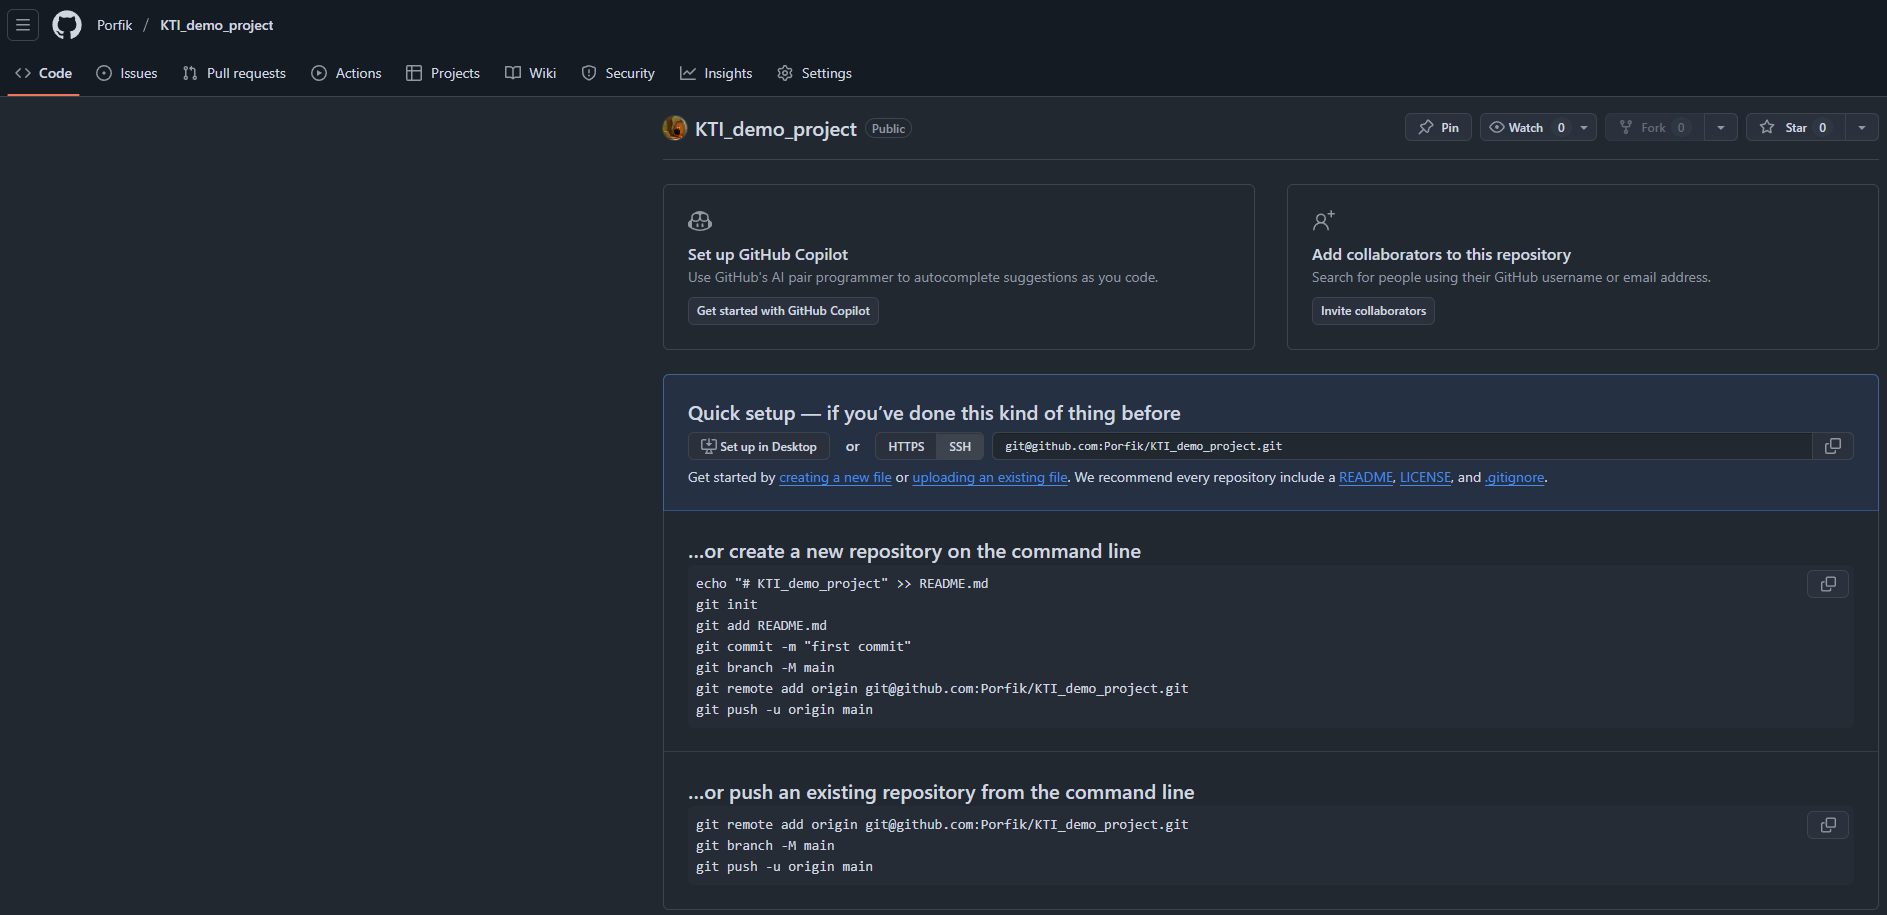 Porfik / KTI_demo_project
Code Issues Pull requests Actions Projects Wiki Security Insights Settings
KTI_demo_project Public
Pin Watch 0 Fork 0 Star 0
Set up GitHub Copilot
Use GitHub's AI pair programmer to autocomplete suggestions as you code.
Get started with GitHub Copilot
Add collaborators to this repository
Search for people using their GitHub username or email address.
Invite collaborators
Quick setup — if you’ve done this kind of thing before
Set up in Desktop or HTTPS SSH git@github.com:Porfik/KTI_demo_project.git
Get started by creating a new file or uploading an existing file. We recommend every repository include a README, LICENSE, and .gitignore.
…or create a new repository on the command line
echo "# KTI_demo_project" >> README.md
git init
git add README.md
git commit -m "first commit"
git branch -M main
git remote add origin git@github.com:Porfik/KTI_demo_project.git
git push -u origin main
…or push an existing repository from the command line
git remote add origin git@github.com:Porfik/KTI_demo_project.git
git branch -M main
git push -u origin main